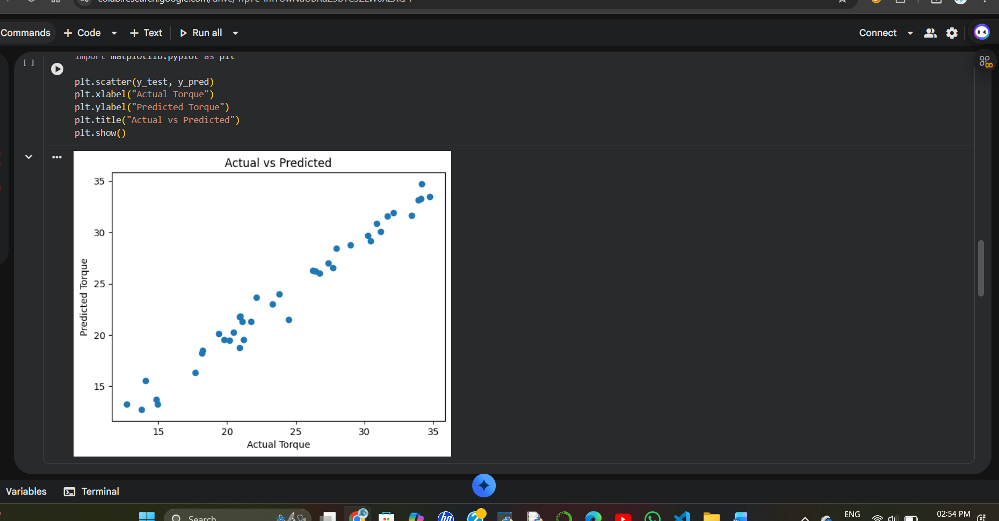 Commands + Code + Text Run all Connect
[ ]
import matplotlib.pyplot as plt
plt.scatter(y_test, y_pred)
plt.xlabel("Actual Torque")
plt.ylabel("Predicted Torque")
plt.title("Actual vs Predicted")
plt.show()
Actual vs Predicted
35
30
25
20
15
Predicted Torque
15 20 25 30 35
Actual Torque
Variables Terminal
Search
hp
ENG
02:54 PM